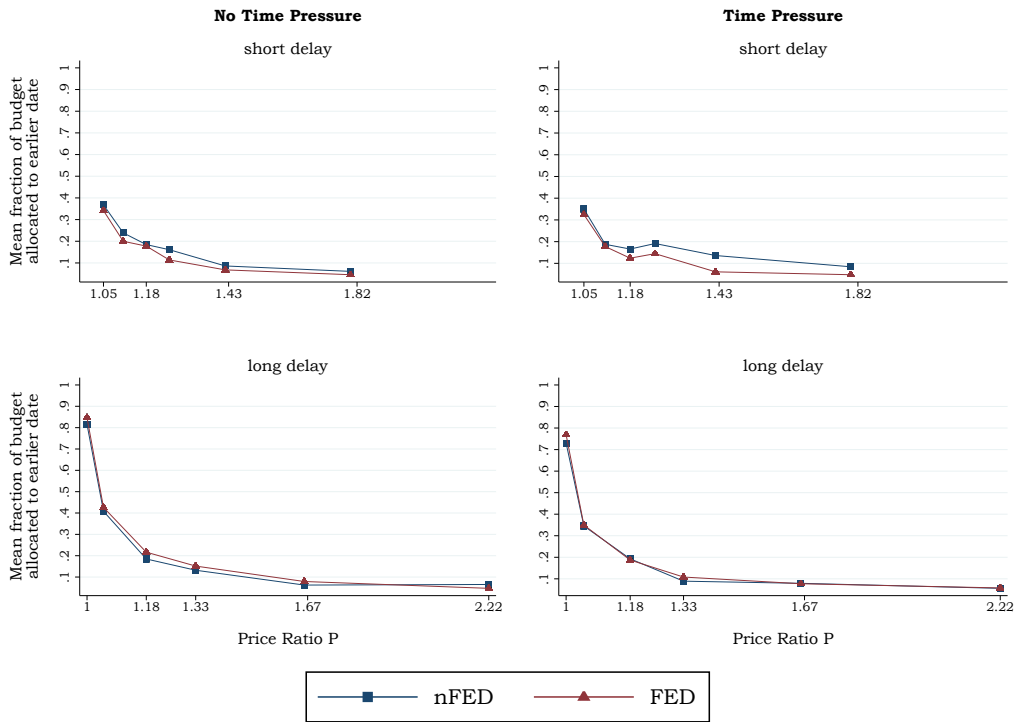 No Time Pressure
Time Pressure
short delay
short delay
Mean fraction of budget
allocated to earlier date
1
.9
.8
.7
.6
.5
.4
.3
.2
.1
1.05 1.18 1.43 1.82
1
.9
.8
.7
.6
.5
.4
.3
.2
.1
1.05 1.18 1.43 1.82
long delay
long delay
Mean fraction of budget
allocated to earlier date
1
.9
.8
.7
.6
.5
.4
.3
.2
.1
1 1.18 1.33 1.67 2.22
Price Ratio P
1
.9
.8
.7
.6
.5
.4
.3
.2
.1
1 1.18 1.33 1.67 2.22
Price Ratio P
nFED FED